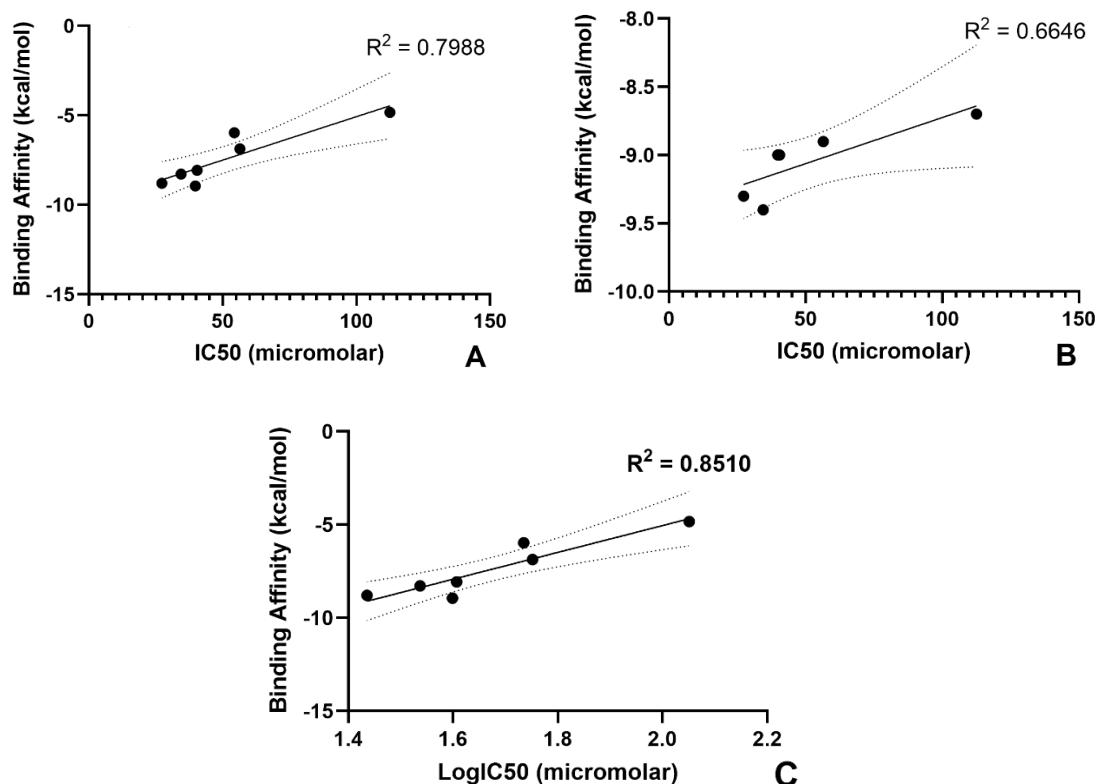 R² = 0.7988
Binding Affinity (kcal/mol)
0
-5
-10
-15
0 50 100 150
IC50 (micromolar)
A
R² = 0.6646
Binding Affinity (kcal/mol)
-8.0
-8.5
-9.0
-9.5
-10.0
0 50 100 150
IC50 (micromolar)
B
R² = 0.8510
Binding Affinity (kcal/mol)
0
-5
-10
-15
1.4 1.6 1.8 2.0 2.2
LogIC50 (micromolar)
C